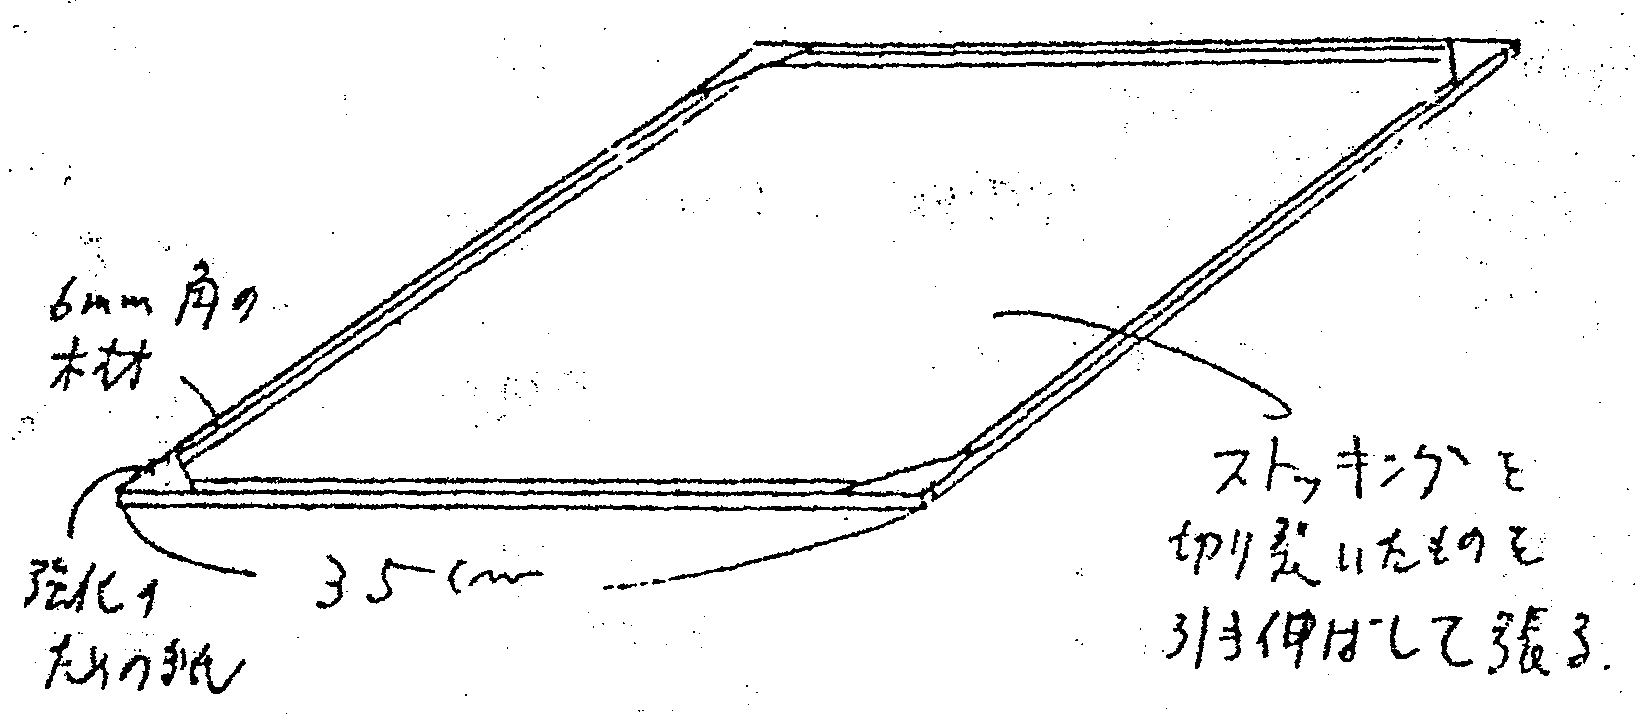 6mm角の
木材
強化の
ための紙
35cm
ストッキングを
切り裂いたものを
引き伸ばして張る.